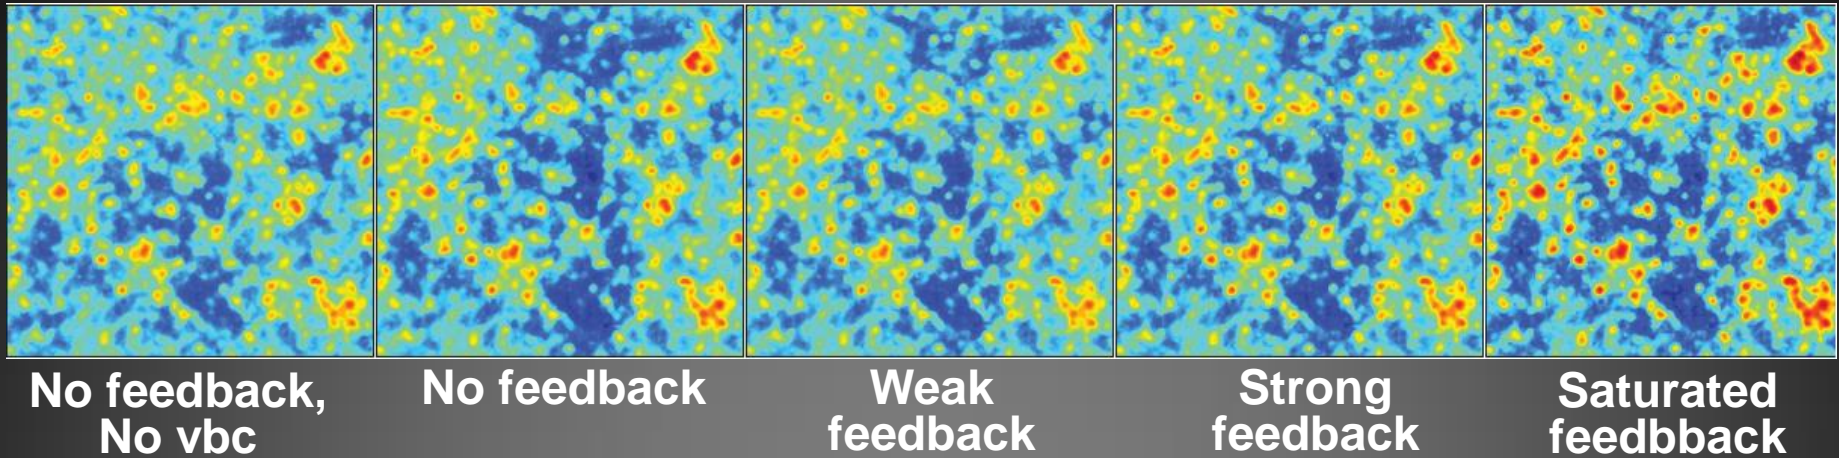 No feedback,
No vbc
No feedback
Weak
feedback
Strong
feedback
Saturated
feedbback